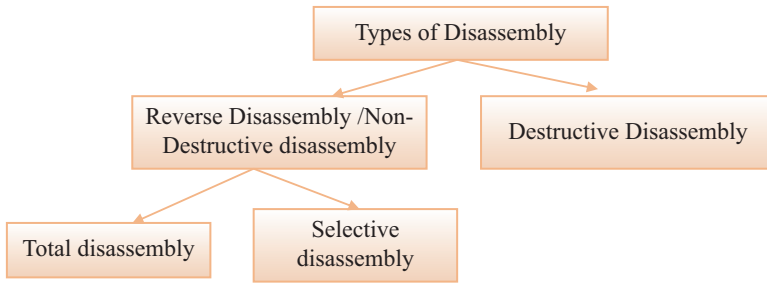 Types of Disassembly
Reverse Disassembly /Non-
Destructive disassembly
Destructive Disassembly
Total disassembly
Selective
disassembly